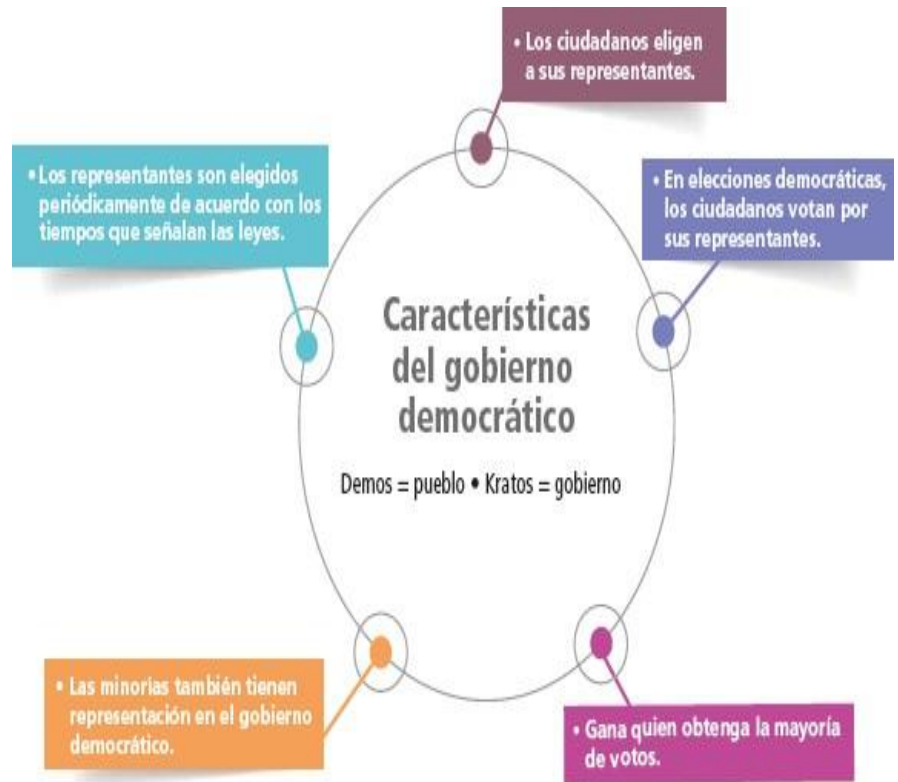 • Los ciudadanos eligen
a sus representantes.
• En elecciones democráticas,
los ciudadanos votan por
sus representantes.
• Los representantes son elegidos
periódicamente de acuerdo con los
tiempos que señalan las leyes.
Características
del gobierno
democrático
Demos = pueblo • Kratos = gobierno
• Las minorías también tienen
representación en el gobierno
democrático.
• Gana quien obtenga la mayoría
de votos.